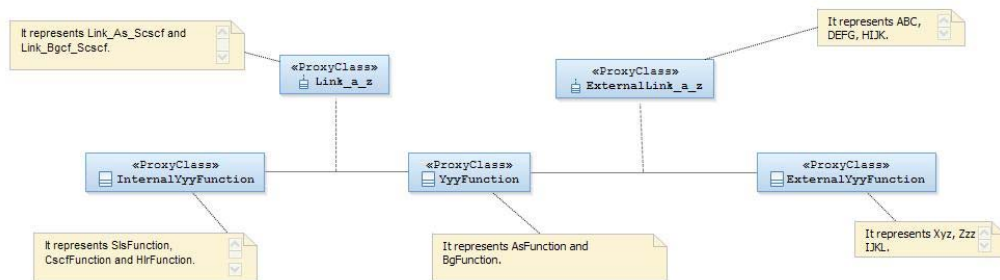 It represents Link_As_Scscf and
Link_Bgcf_Scscf.
It represents ABC,
DEFG, HIJK.
«ProxyClass»
Link_a_z
«ProxyClass»
ExternalLink_a_z
«ProxyClass»
InternalYyyFunction
«ProxyClass»
YyyFunction
«ProxyClass»
ExternalYyyFunction
It represents SlsFunction,
CscfFunction and HlrFunction.
It represents AsFunction and
BgFunction.
It represents Xyz, Zzz
IJKL.